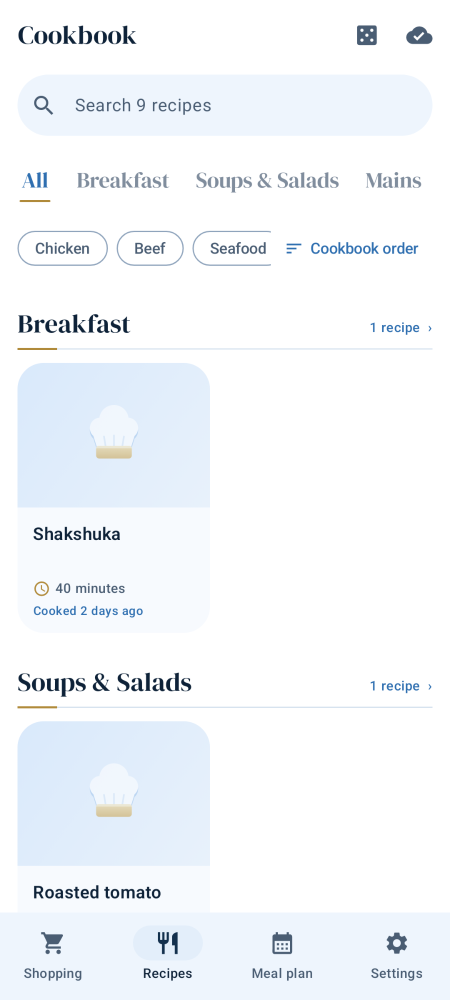 Cookbook
Search 9 recipes
All Breakfast Soups & Salads Mains
Chicken Beef Seafood Cookbook order
Breakfast 1 recipe ›
Shakshuka
40 minutes
Cooked 2 days ago
Soups & Salads 1 recipe ›
Roasted tomato
Shopping Recipes Meal plan Settings